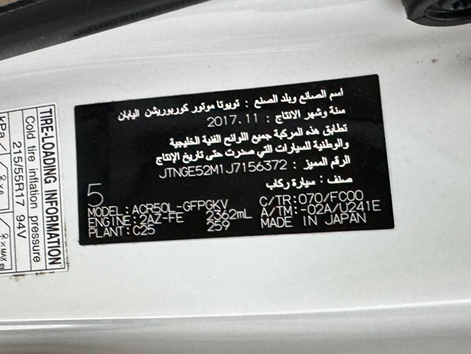 اسم الصانع وبلد الصنع : تويوتا موتور كوربوريشن اليابان
سنة وشهر الانتاج : 2017.11
تطابق هذه المركبة جميع اللوائح الفنية الخليجية
والوطنية للسيارات التي صدرت حتى تاريخ الإنتاج
الرقم المميز : JTNGE52M1J7156372
صنف : سيارة ركاب
5
MODEL: ACR50L-GFPGKV
C/TR: 070/FC00
ENGINE: 2AZ-FE 2362mL
A/TM: -02A/U241E
PLANT: C25 259
MADE IN JAPAN
TIRE-LOADING INFORMATION
Cold tire inflation pressure
215/55R17 94V
kPa